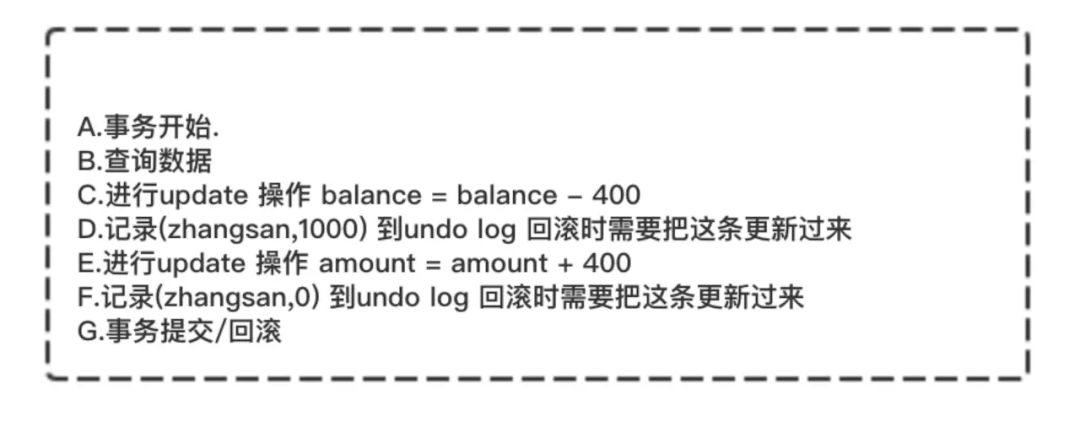 A.事务开始.
B.查询数据
C.进行update 操作 balance = balance – 400
D.记录(zhangsan,1000) 到undo log 回滚时需要把这条更新过来
E.进行update 操作 amount = amount + 400
F.记录(zhangsan,0) 到undo log 回滚时需要把这条更新过来
G.事务提交/回滚